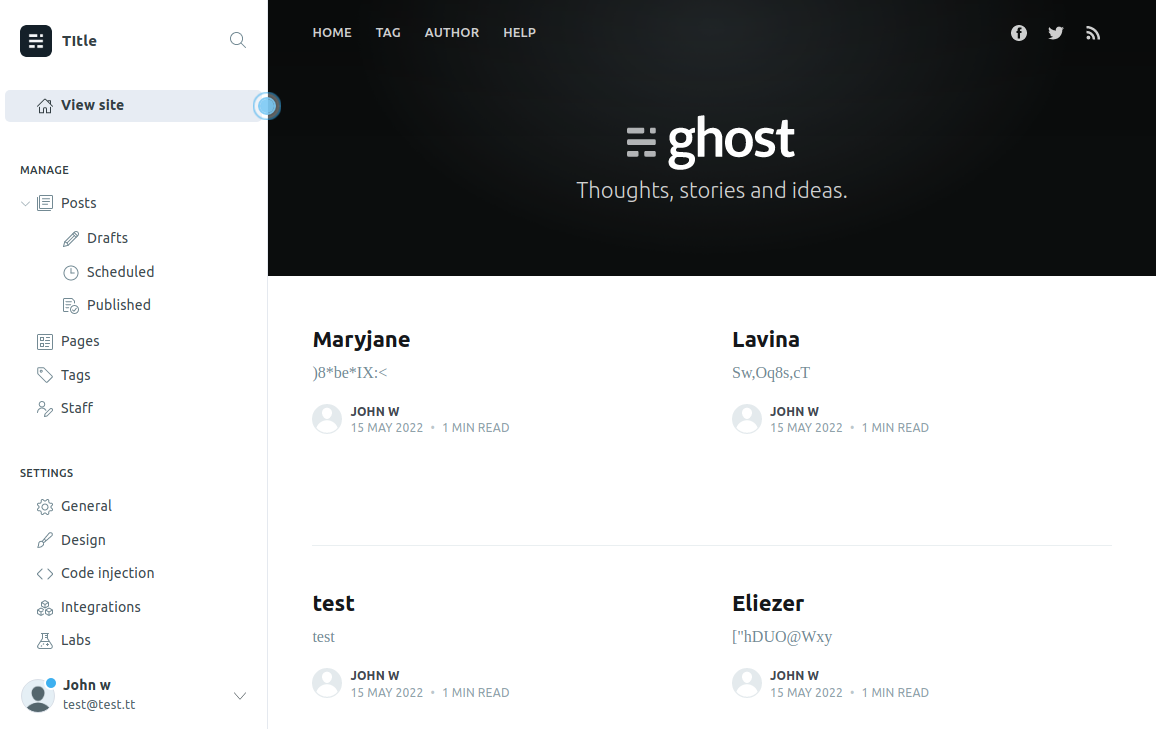 TItle
View site
MANAGE
Posts
Drafts
Scheduled
Published
Pages
Tags
Staff
SETTINGS
General
Design
Code injection
Integrations
Labs
John w
test@test.tt
HOME TAG AUTHOR HELP
ghost
Thoughts, stories and ideas.
Maryjane
)8*be*IX:<
JOHN W
15 MAY 2022 • 1 MIN READ
Lavina
Sw,Oq8s,cT
JOHN W
15 MAY 2022 • 1 MIN READ
test
test
JOHN W
15 MAY 2022 • 1 MIN READ
Eliezer
["hDUO@Wxy
JOHN W
15 MAY 2022 • 1 MIN READ